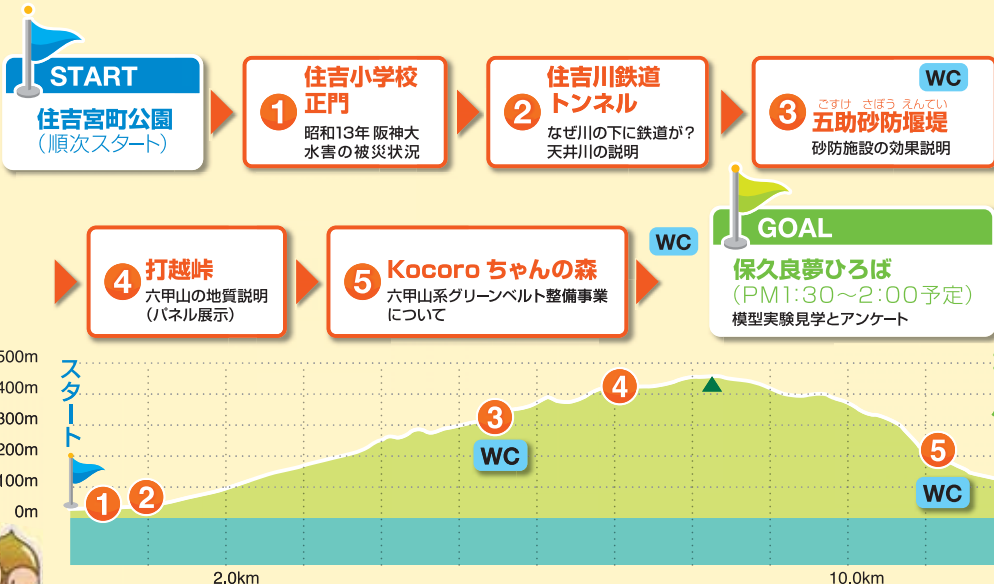 START
住吉宮町公園
（順次スタート）
1
住吉小学校
正門
昭和13年 阪神大
水害の被災状況
2
住吉川鉄道
トンネル
なぜ川の下に鉄道が？
天井川の説明
WC
3
ごすけ さぼう えんてい
五助砂防堰堤
砂防施設の効果説明
4
打越峠
六甲山の地質説明
（パネル展示）
5
Kocoro ちゃんの森
六甲山系グリーンベルト整備事業
について
WC
GOAL
保久良夢ひろば
（PM1:30～2:00予定）
模型実験見学とアンケート
500m
400m
300m
200m
100m
0m
スタート
1
2
3
WC
4
5
WC
2.0km
10.0km